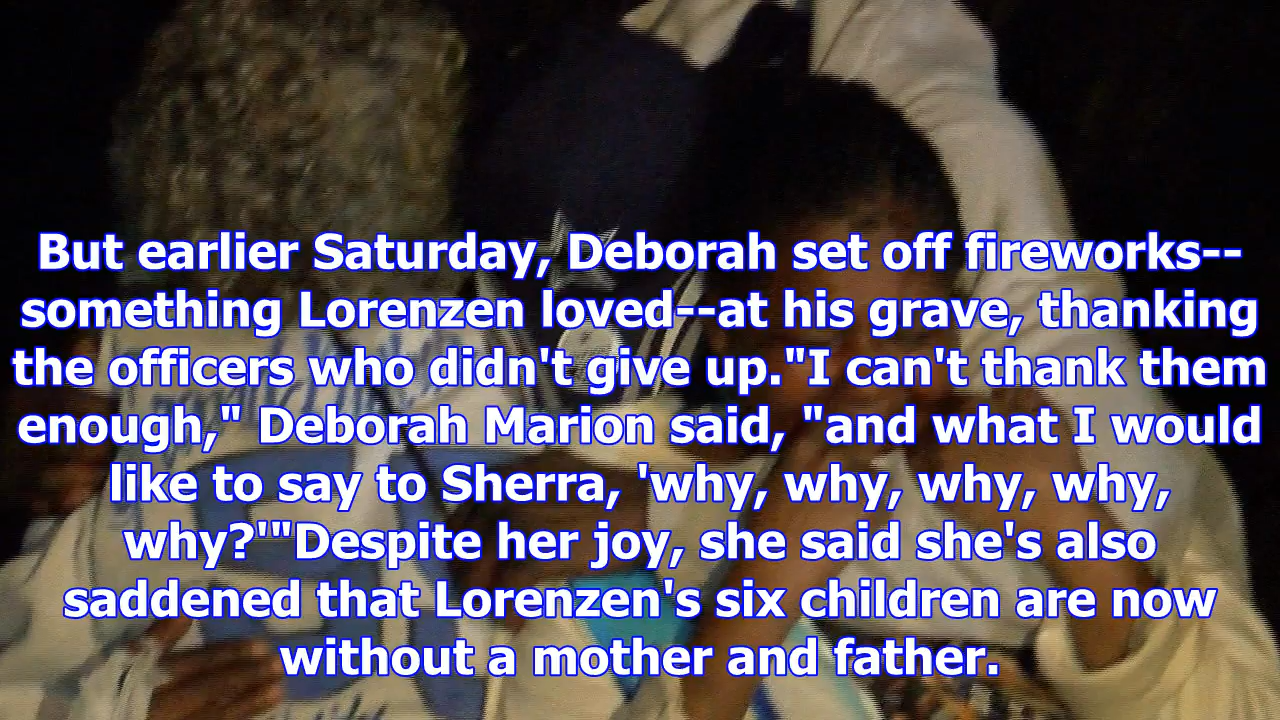 But earlier Saturday, Deborah set off fireworks--
something Lorenzen loved--at his grave, thanking
the officers who didn't give up."I can't thank them
enough," Deborah Marion said, "and what I would
like to say to Sherra, 'why, why, why, why,
why?'"Despite her joy, she said she's also
saddened that Lorenzen's six children are now
without a mother and father.